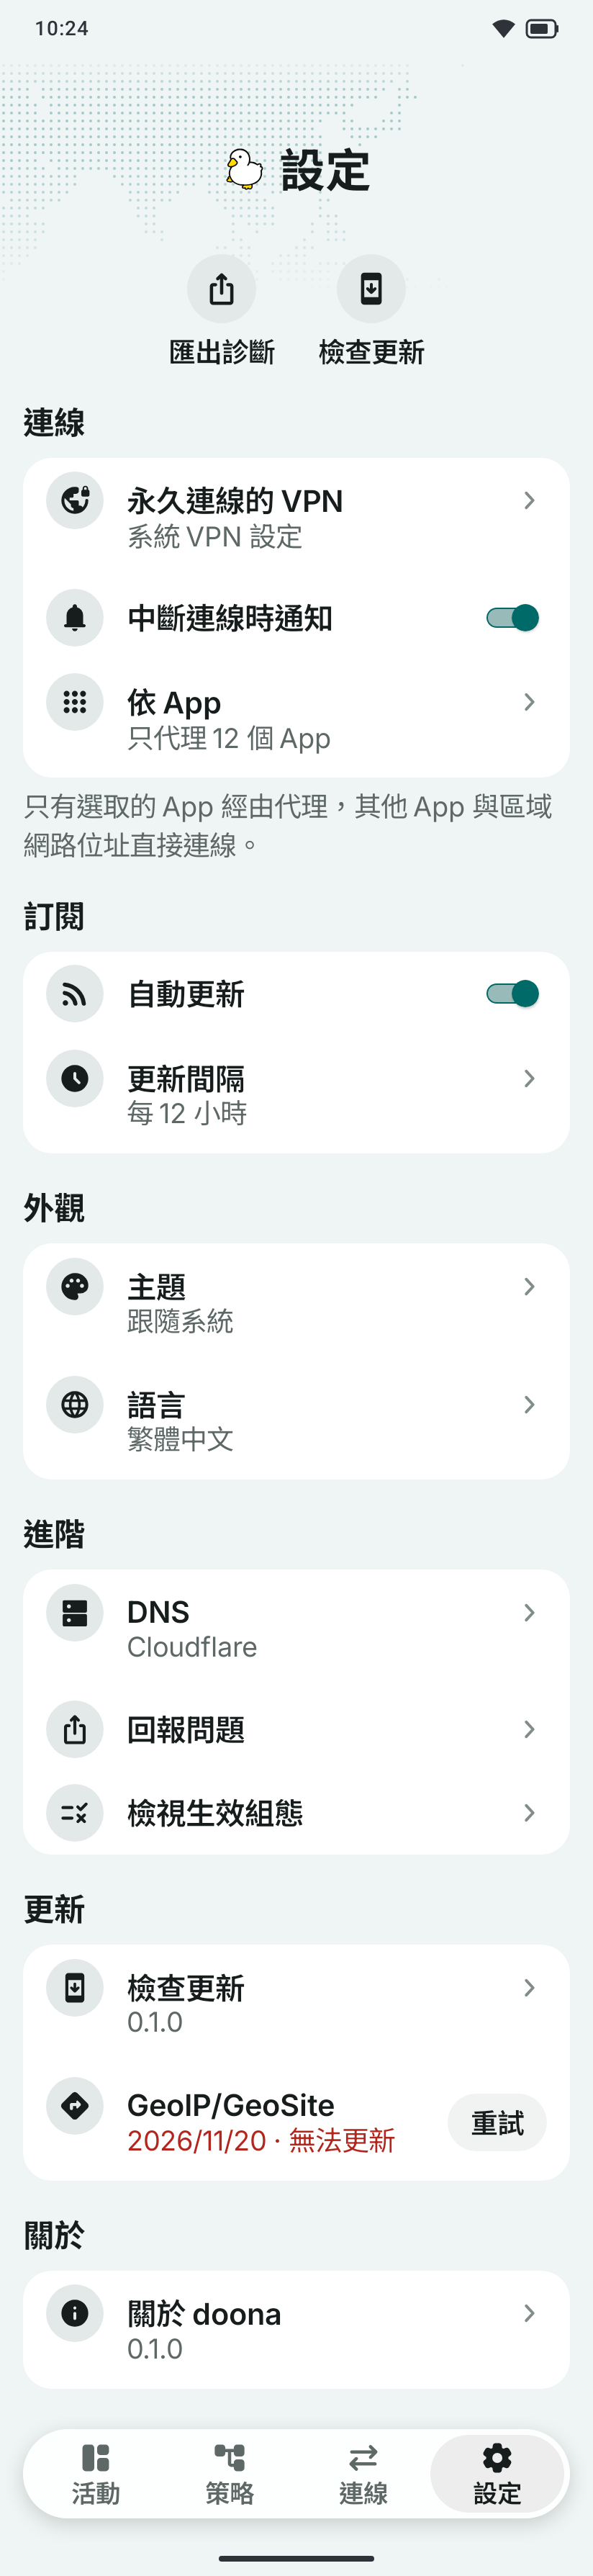 10:24
設定
匯出診斷
檢查更新
連線
永久連線的 VPN
系統 VPN 設定
中斷連線時通知
依 App
只代理 12 個 App
只有選取的 App 經由代理，其他 App 與區域
網路位址直接連線。
訂閱
自動更新
更新間隔
每 12 小時
外觀
主題
跟隨系統
語言
繁體中文
進階
DNS
Cloudflare
回報問題
檢視生效組態
更新
檢查更新
0.1.0
GeoIP/GeoSite
2026/11/20 · 無法更新
重試
關於
關於 doona
0.1.0
活動
策略
連線
設定